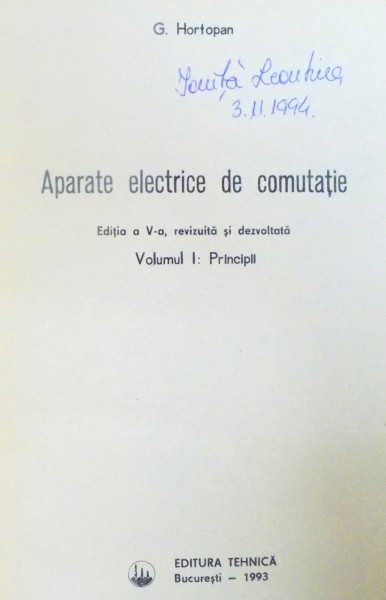 G. Hortopan
Ioniță Leontina
3.II.1994.
Aparate electrice de comutație
Ediția a V-a, revizuită și dezvoltată
Volumul I: Principii
EDITURA TEHNICĂ
București – 1993